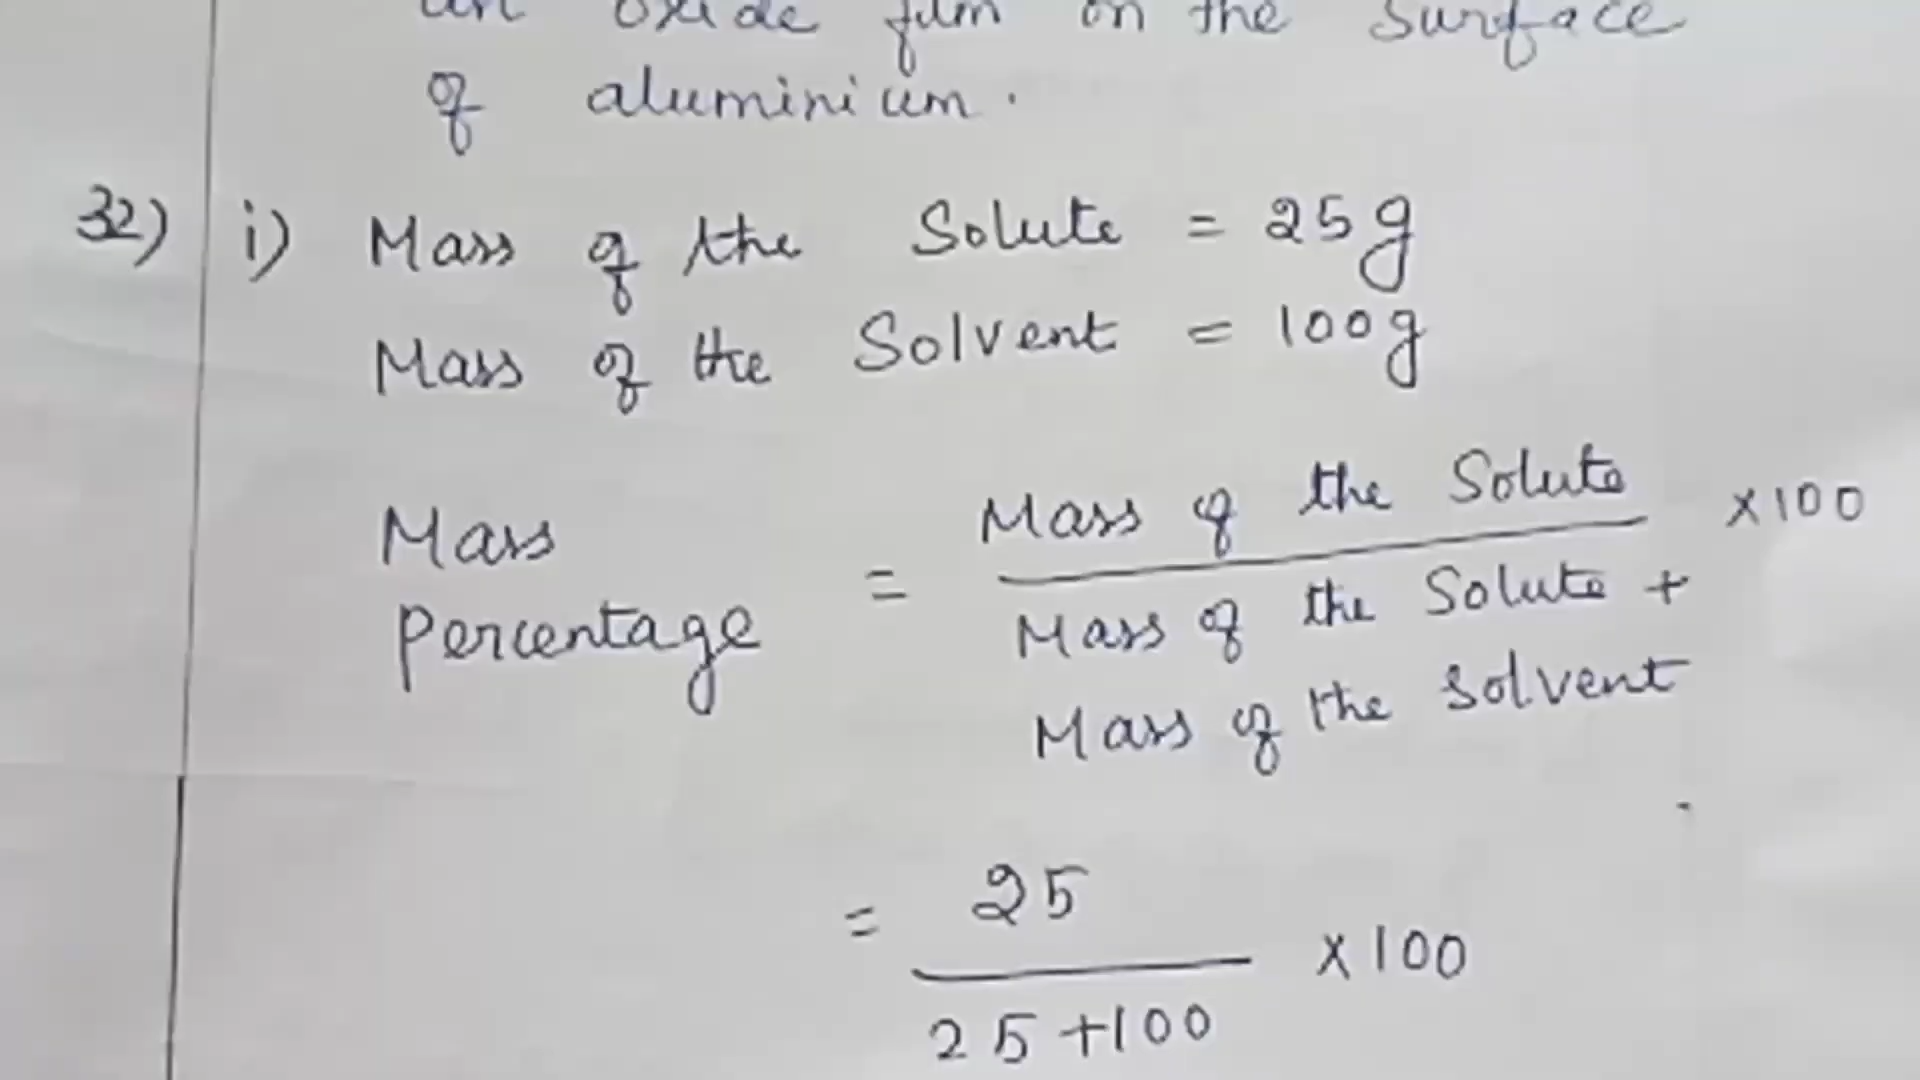 an oxide film on the surface
of aluminium.
32) i) Mass of the Solute = 25g
Mass of the Solvent = 100g
Mass Percentage = Mass of the Solute / Mass of the Solute + Mass of the Solvent ×100
= 25 / 25+100 ×100